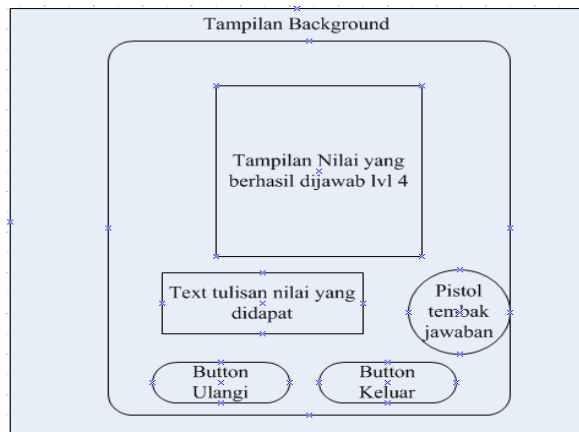 Tampilan Background
Tampilan Nilai yang
berhasil dijawab lvl 4
Text tulisan nilai yang
didapat
Pistol
tembak
jawaban
Button
Ulangi
Button
Keluar